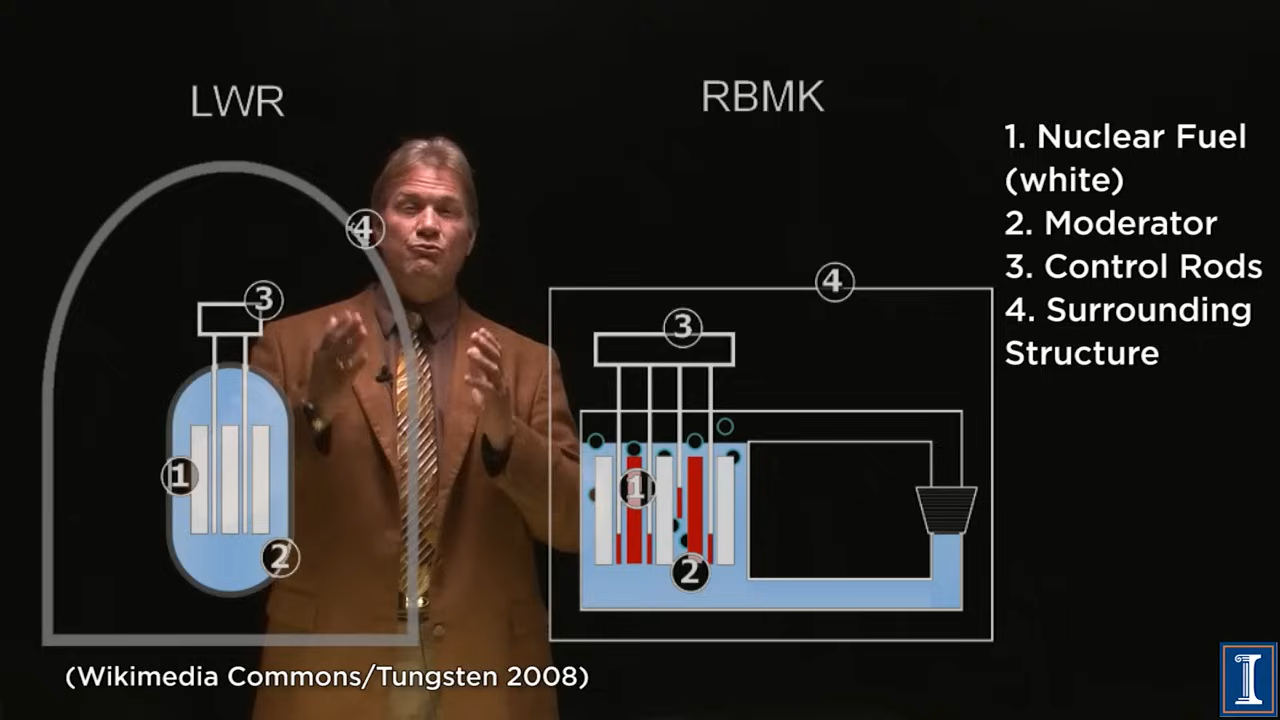 LWR
RBMK
1. Nuclear Fuel
(white)
2. Moderator
3. Control Rods
4. Surrounding
Structure
4
3
1
2
4
3
1
2
(Wikimedia Commons/Tungsten 2008)
I